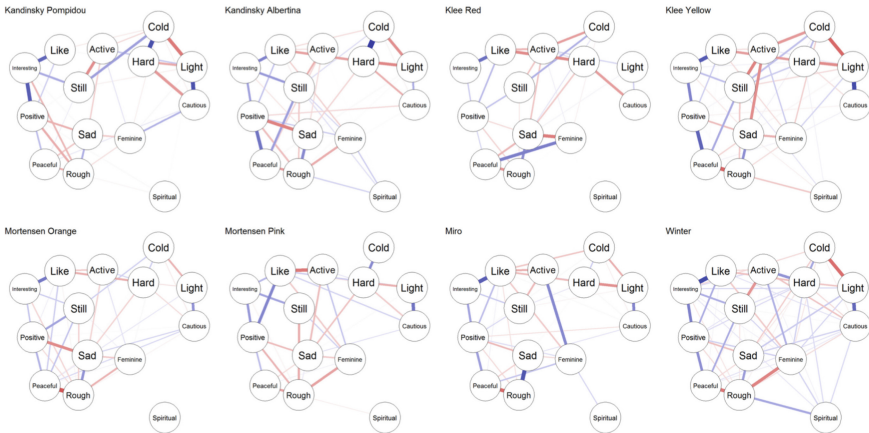 Kandinsky Pompidou
Cold
Like
Active
Interesting
Hard
Light
Still
Cautious
Positive
Sad
Feminine
Peaceful
Rough
Spiritual
Kandinsky Albertina
Cold
Like
Active
Interesting
Hard
Light
Still
Cautious
Positive
Sad
Feminine
Peaceful
Rough
Spiritual
Klee Red
Cold
Like
Active
Interesting
Hard
Light
Still
Cautious
Positive
Sad
Feminine
Peaceful
Rough
Spiritual
Klee Yellow
Cold
Like
Active
Interesting
Hard
Light
Still
Cautious
Positive
Sad
Feminine
Peaceful
Rough
Spiritual
Mortensen Orange
Cold
Like
Active
Interesting
Hard
Light
Still
Cautious
Positive
Sad
Feminine
Peaceful
Rough
Spiritual
Mortensen Pink
Cold
Like
Active
Interesting
Hard
Light
Still
Cautious
Positive
Sad
Feminine
Peaceful
Rough
Spiritual
Miro
Cold
Like
Active
Interesting
Hard
Light
Still
Cautious
Positive
Sad
Feminine
Peaceful
Rough
Spiritual
Winter
Cold
Like
Active
Interesting
Hard
Light
Still
Cautious
Positive
Sad
Feminine
Peaceful
Rough
Spiritual